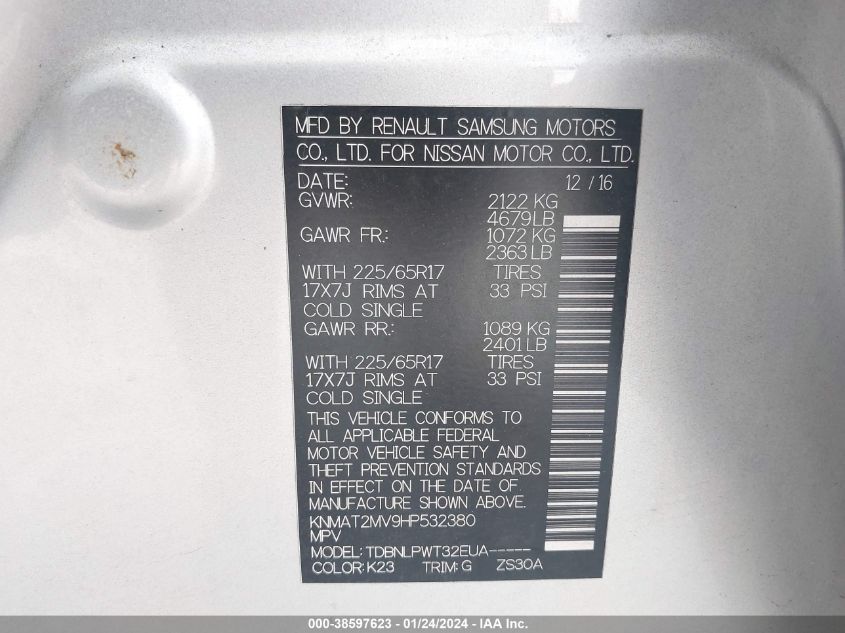 MFD BY RENAULT SAMSUNG MOTORS
CO., LTD. FOR NISSAN MOTOR CO., LTD.
DATE: 12 / 16
GVWR: 2122 KG
4679LB
GAWR FR.: 1072 KG
2363 LB
WITH 225/65R17 TIRES
17X7J RIMS AT 33 PSI
COLD SINGLE
GAWR RR.: 1089 KG
2401 LB
WITH 225/65R17 TIRES
17X7J RIMS AT 33 PSI
COLD SINGLE
THIS VEHICLE CONFORMS TO
ALL APPLICABLE FEDERAL
MOTOR VEHICLE SAFETY AND
THEFT PREVENTION STANDARDS
IN EFFECT ON THE DATE OF
MANUFACTURE SHOWN ABOVE.
KNMAT2MV9HP532380
MPV
MODEL: TDBNLPWT32EUA-----
COLOR: K23 TRIM: G ZS30A
000-38597623 - 01/24/2024 - IAA Inc.